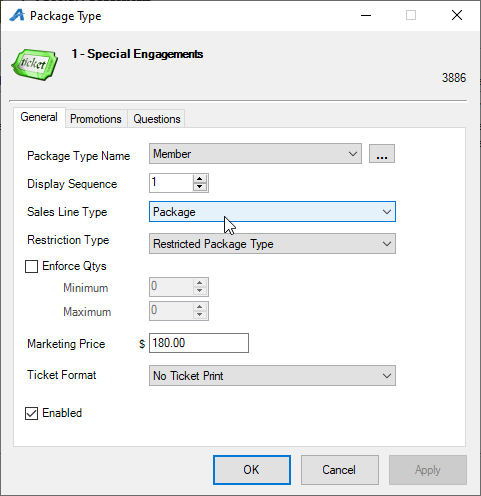 Package Type
ticket
1 - Special Engagements
3886
General Promotions Questions
Package Type Name Member ...
Display Sequence 1
Sales Line Type Package
Restriction Type Restricted Package Type
Enforce Qtys
Minimum 0
Maximum 0
Marketing Price $ 180.00
Ticket Format No Ticket Print
Enabled
OK Cancel Apply